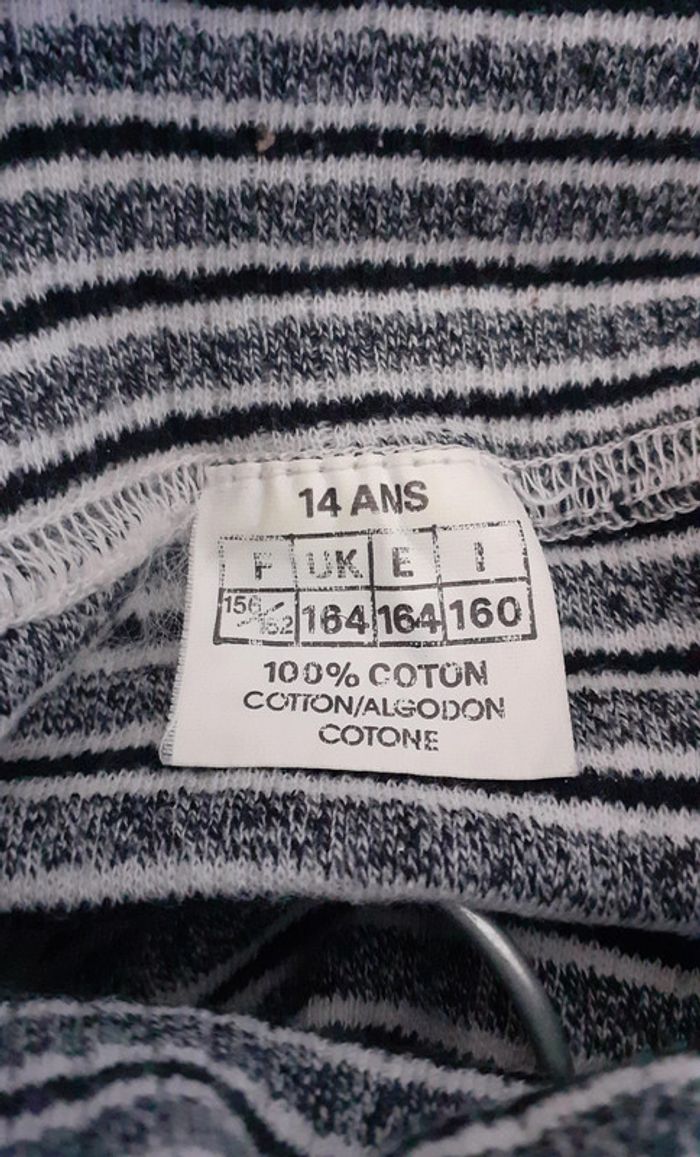 14 ANS
F UK E I
156/162 164 164 160
100% COTON
COTTON/ALGODON
COTONE